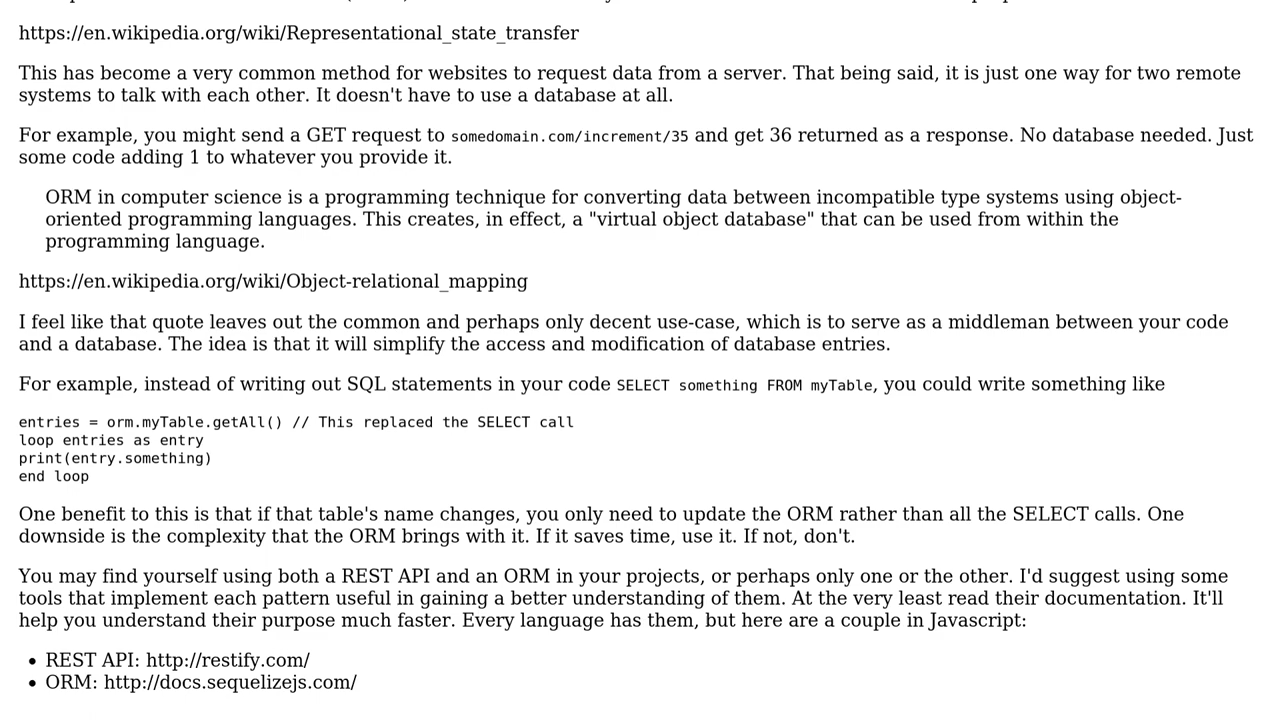 https://en.wikipedia.org/wiki/Representational_state_transfer
This has become a very common method for websites to request data from a server. That being said, it is just one way for two remote
systems to talk with each other. It doesn't have to use a database at all.
For example, you might send a GET request to somedomain.com/increment/35 and get 36 returned as a response. No database needed. Just
some code adding 1 to whatever you provide it.
ORM in computer science is a programming technique for converting data between incompatible type systems using object-
oriented programming languages. This creates, in effect, a "virtual object database" that can be used from within the
programming language.
https://en.wikipedia.org/wiki/Object-relational_mapping
I feel like that quote leaves out the common and perhaps only decent use-case, which is to serve as a middleman between your code
and a database. The idea is that it will simplify the access and modification of database entries.
For example, instead of writing out SQL statements in your code SELECT something FROM myTable, you could write something like
entries = orm.myTable.getAll() // This replaced the SELECT call
loop entries as entry
print(entry.something)
end loop
One benefit to this is that if that table's name changes, you only need to update the ORM rather than all the SELECT calls. One
downside is the complexity that the ORM brings with it. If it saves time, use it. If not, don't.
You may find yourself using both a REST API and an ORM in your projects, or perhaps only one or the other. I'd suggest using some
tools that implement each pattern useful in gaining a better understanding of them. At the very least read their documentation. It'll
help you understand their purpose much faster. Every language has them, but here are a couple in Javascript:
• REST API: http://restify.com/
• ORM: http://docs.sequelizejs.com/